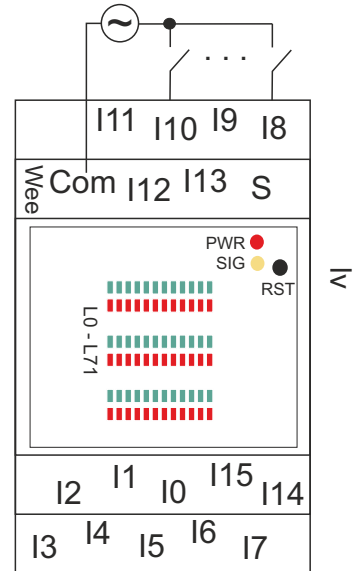 I11 I10 I9 I8
Wee Com I12 I13 S
PWR
SIG
RST
L0 - L71
Iv
I2 I1 I0 I15 I14
I3 I4 I5 I6 I7